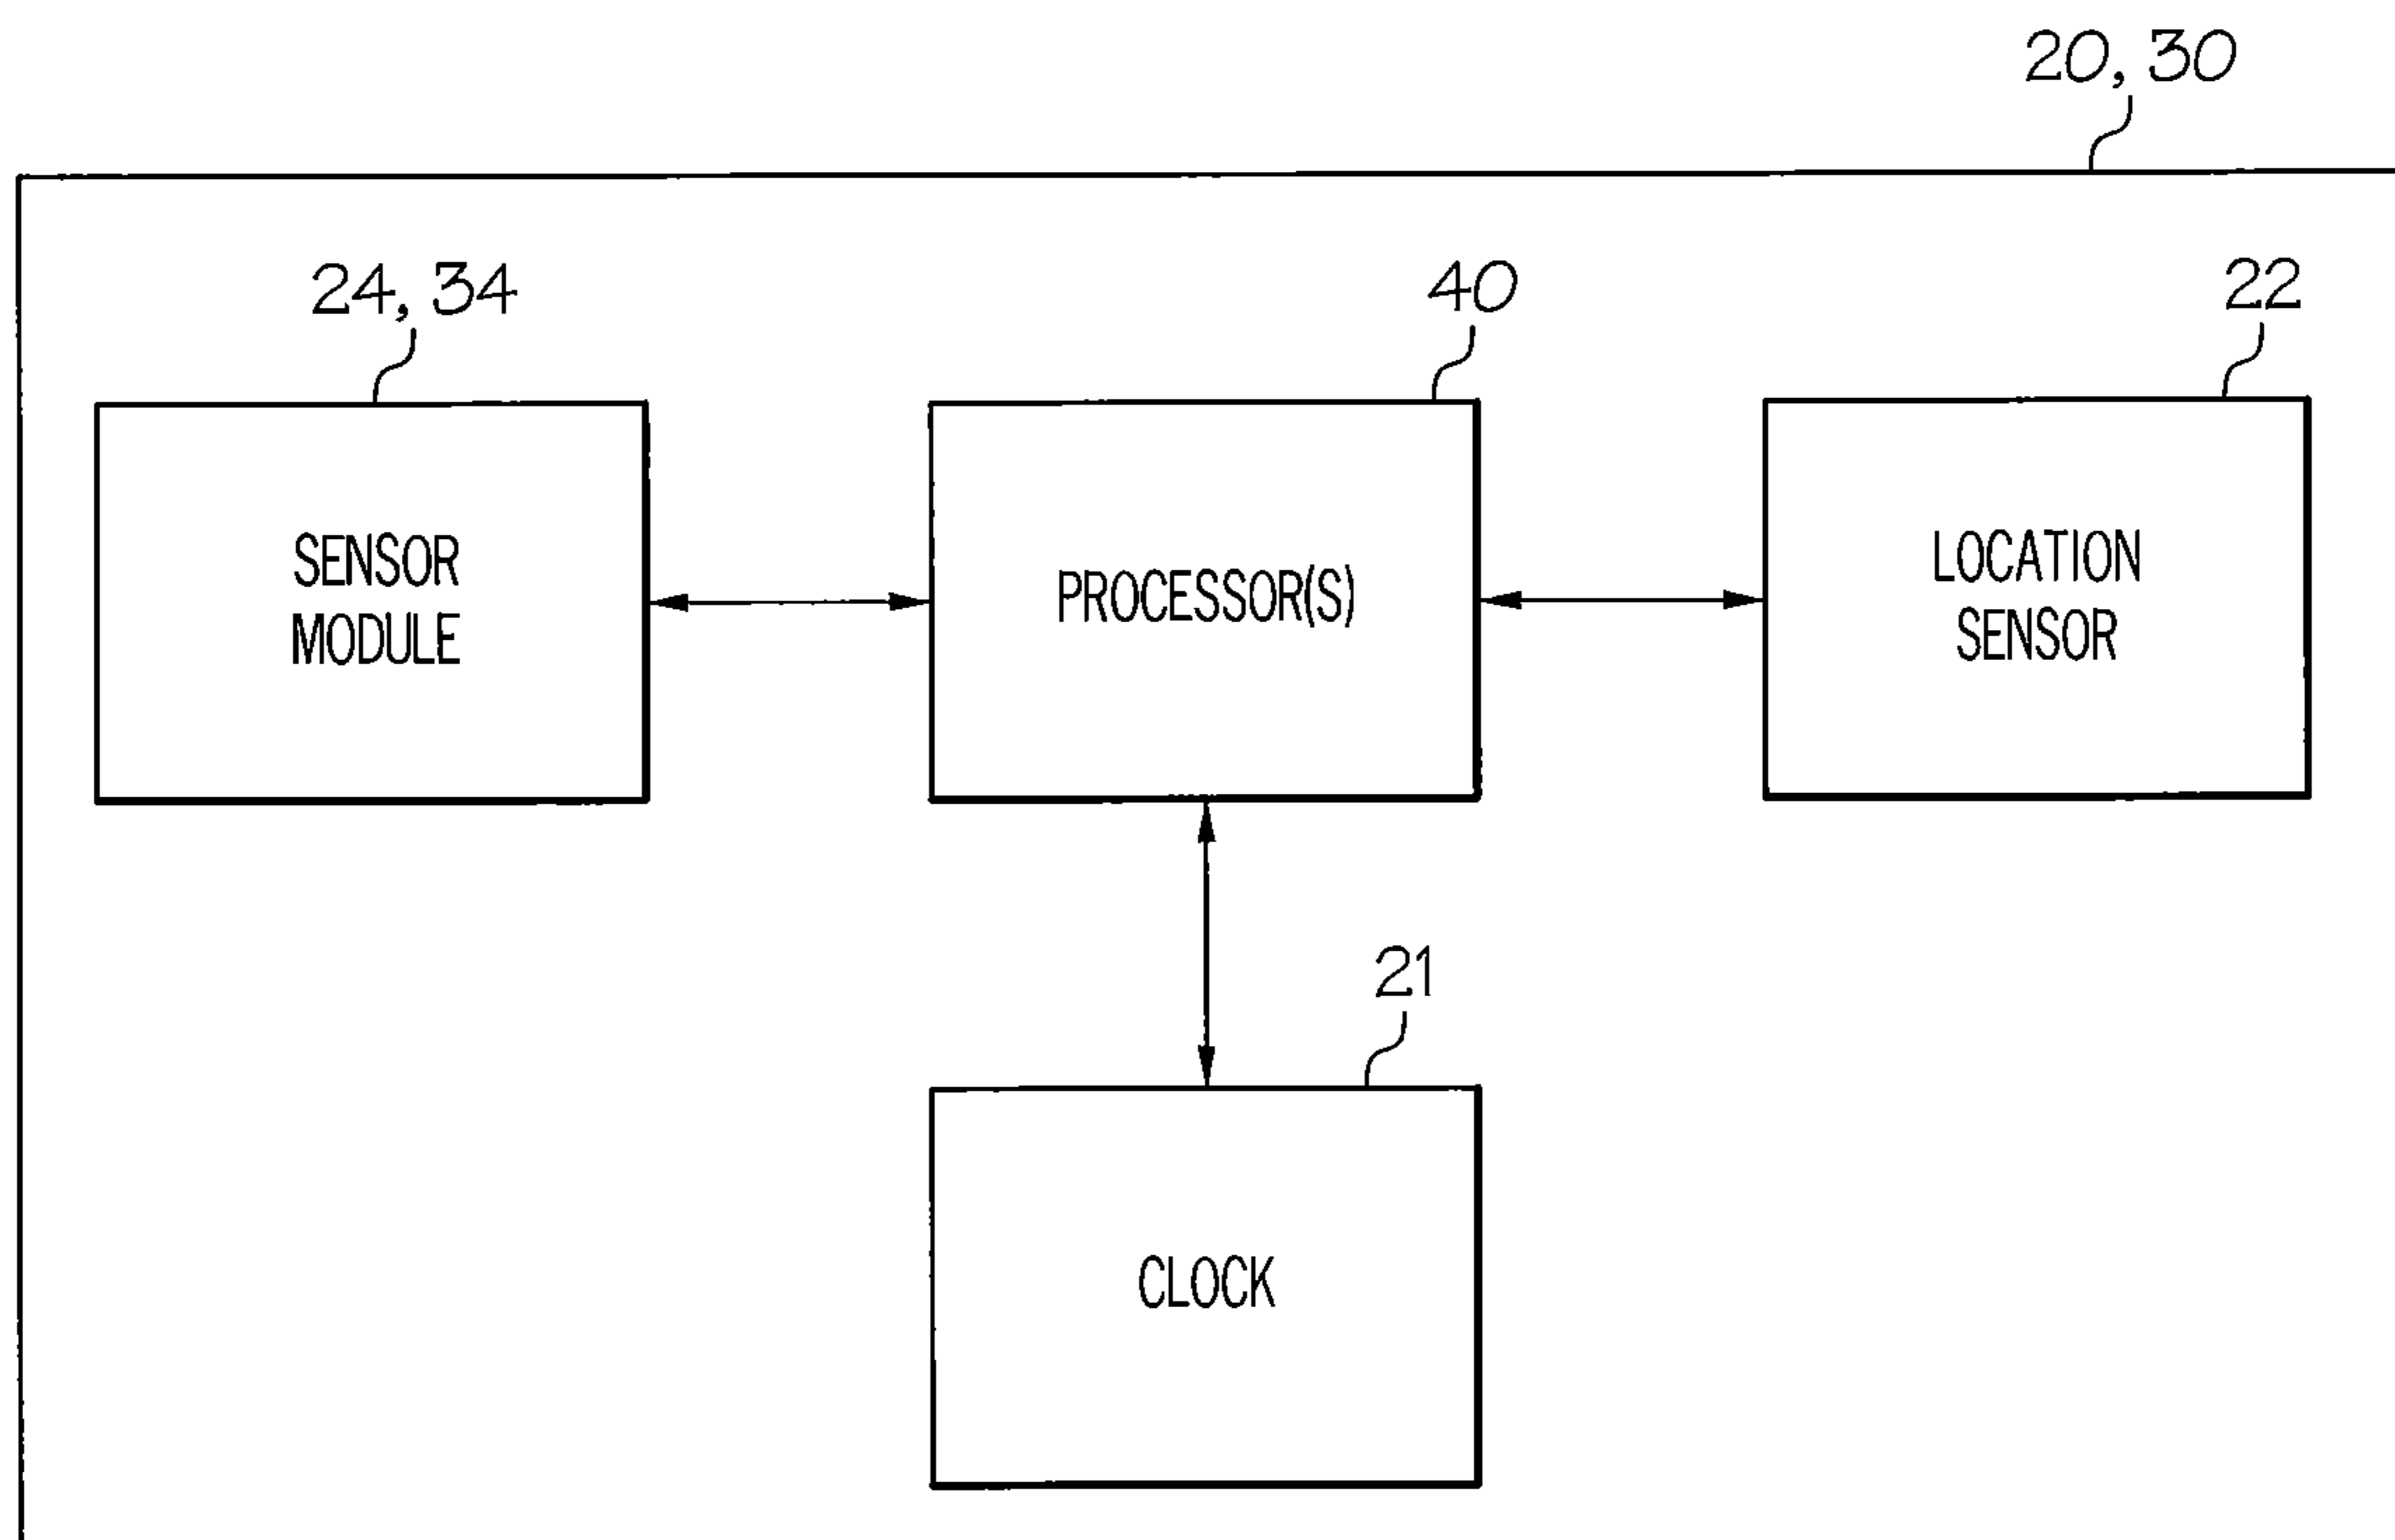 20, 30
24, 34
40
22
SENSOR
MODULE
PROCESSOR(S)
LOCATION
SENSOR
21
CLOCK